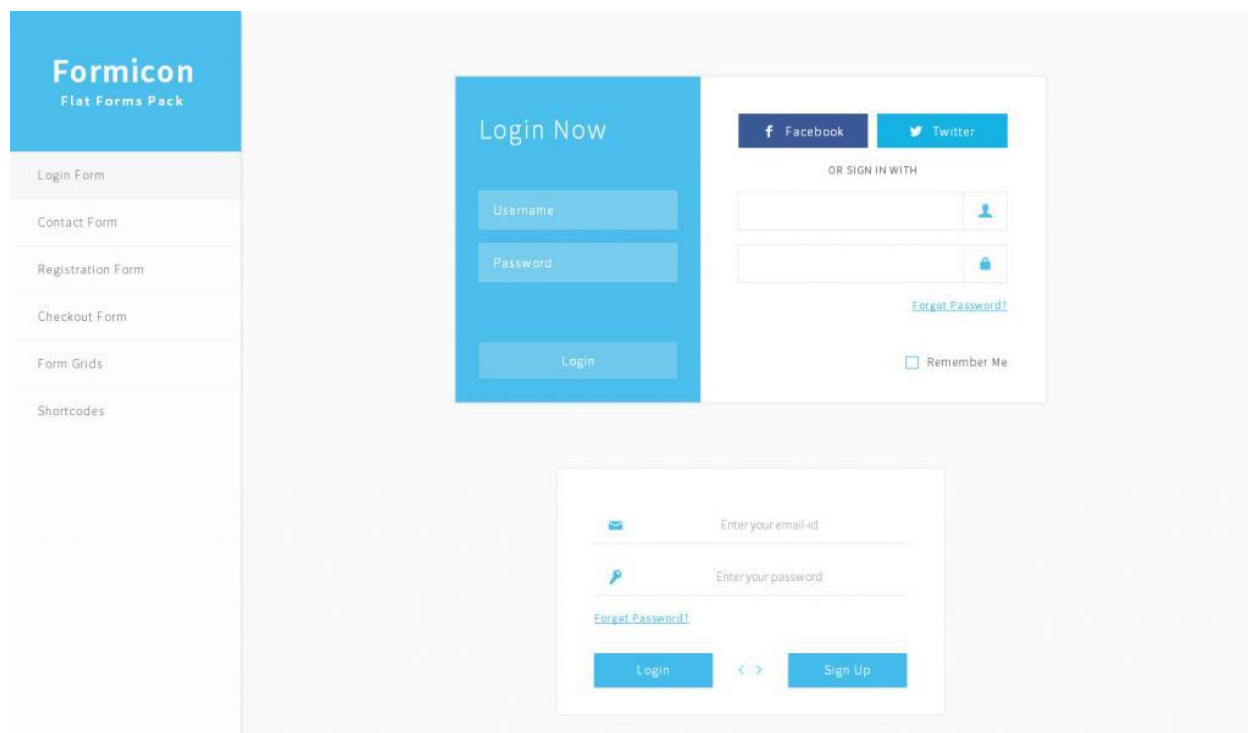 Formicon
Flat Forms Pack
Login Form
Contact Form
Registration Form
Checkout Form
Form Grids
Shortcodes
Login Now
Username
Password
Login
Facebook
Twitter
OR SIGN IN WITH
Forget Password?
Remember Me
Enter your email-id
Enter your password
Forget Password?
Login
< >
Sign Up